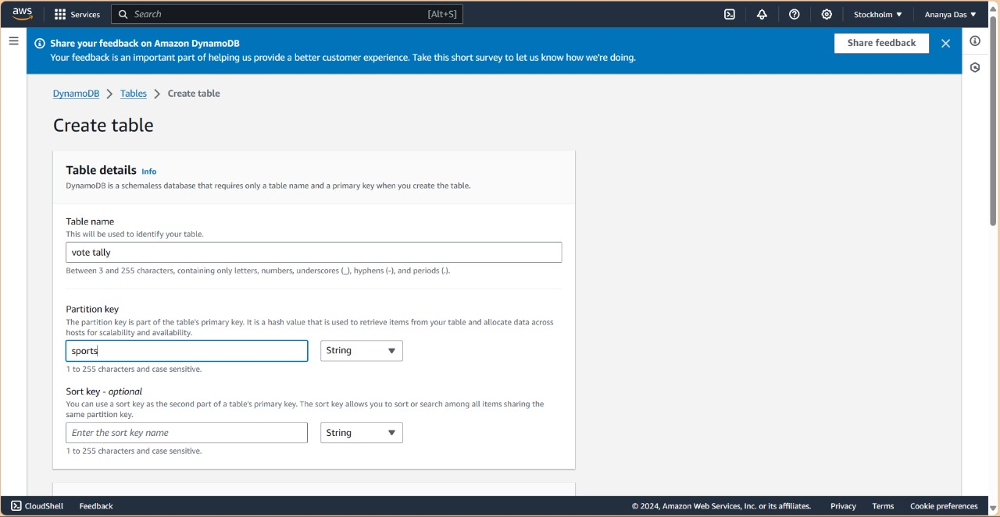 aws
Services
Search [Alt+S]
Stockholm ▼
Ananya Das ▼
Share your feedback on Amazon DynamoDB
Your feedback is an important part of helping us provide a better customer experience. Take this short survey to let us know how we're doing.
Share feedback
DynamoDB > Tables > Create table
Create table
Table details Info
DynamoDB is a schemaless database that requires only a table name and a primary key when you create the table.
Table name
This will be used to identify your table.
vote tally
Between 3 and 255 characters, containing only letters, numbers, underscores (_), hyphens (-), and periods (.).
Partition key
The partition key is part of the table's primary key. It is a hash value that is used to retrieve items from your table and allocate data across
hosts for scalability and availability.
sports
String
1 to 255 characters and case sensitive.
Sort key - optional
You can use a sort key as the second part of a table's primary key. The sort key allows you to sort or search among all items sharing the
same partition key.
Enter the sort key name
String
1 to 255 characters and case sensitive.
CloudShell
Feedback
© 2024, Amazon Web Services, Inc. or its affiliates.
Privacy
Terms
Cookie preferences